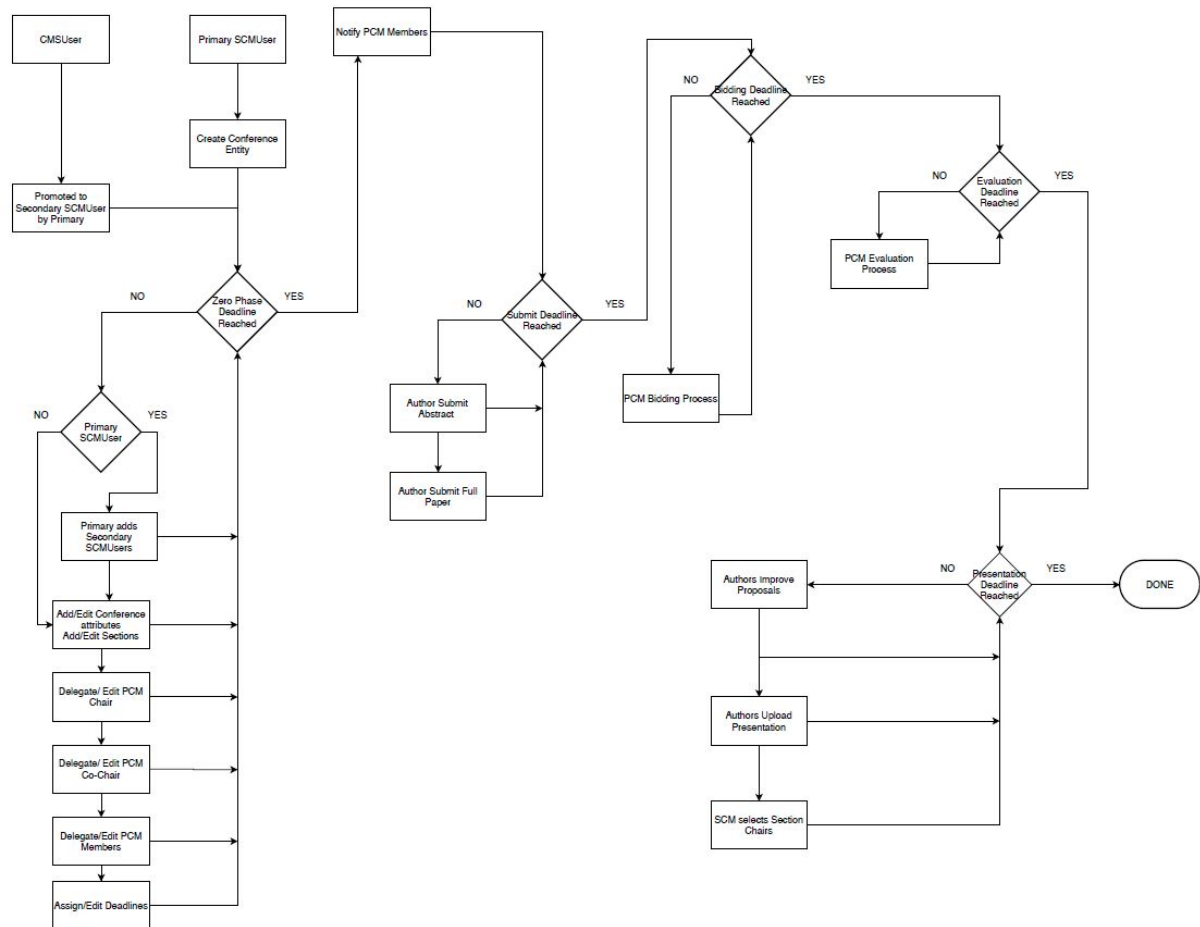 CMSUser
Primary SCMUser
Notify PCM Members
Create Conference
Entity
Promoted to
Secondary SCMUser
by Primary
NO
Zero Phase
Deadline
Reached
YES
NO
Primary
SCMUser
YES
Primary adds
Secondary
SCMUsers
Add/Edit Conference
attributes
Add/Edit Sections
Delegate/ Edit PCM
Chair
Delegate/ Edit PCM
Co-Chair
Delegate/Edit PCM
Members
Assign/Edit Deadlines
NO
Submit Deadline
Reached
YES
Author Submit
Abstract
Author Submit Full
Paper
NO
Bidding Deadline
Reached
YES
PCM Bidding Process
NO
Evaluation
Deadline
Reached
YES
PCM Evaluation
Process
NO
Presentation
Deadline
Reached
YES
DONE
Authors Improve
Proposals
Authors Upload
Presentation
SCM selects Section
Chairs